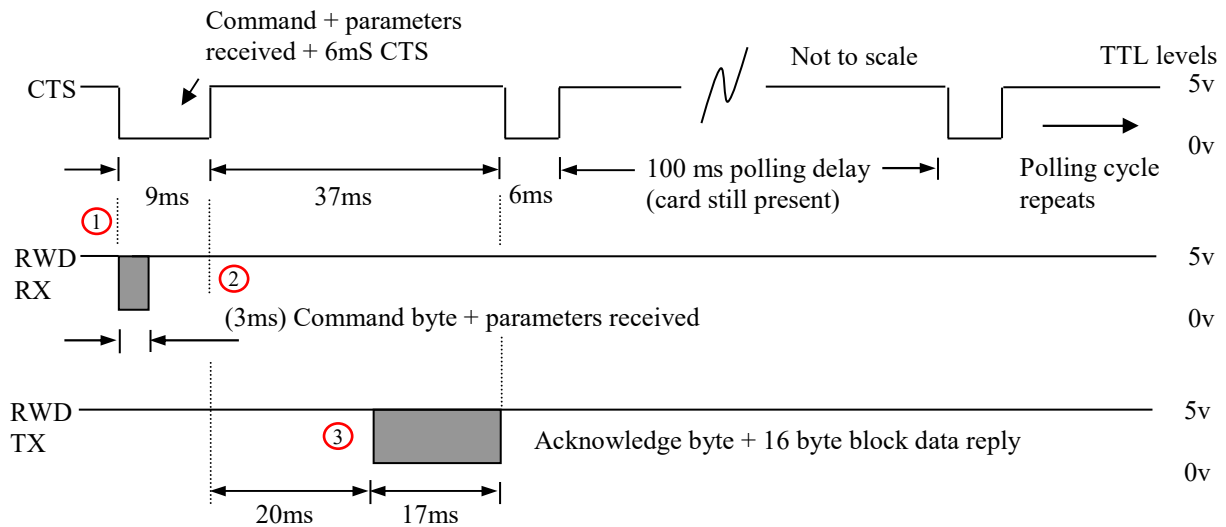 Command + parameters
received + 6mS CTS
Not to scale
TTL levels
CTS
5v
0v
9ms
37ms
6ms
100 ms polling delay
(card still present)
Polling cycle
repeats
1
RWD
RX
2
5v
0v
(3ms) Command byte + parameters received
RWD
TX
3
5v
0v
Acknowledge byte + 16 byte block data reply
20ms
17ms